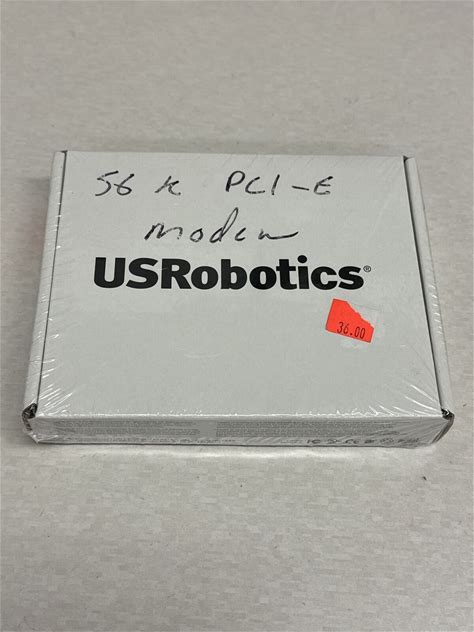 56 K PCI-E
modem
USRobotics®
36.00